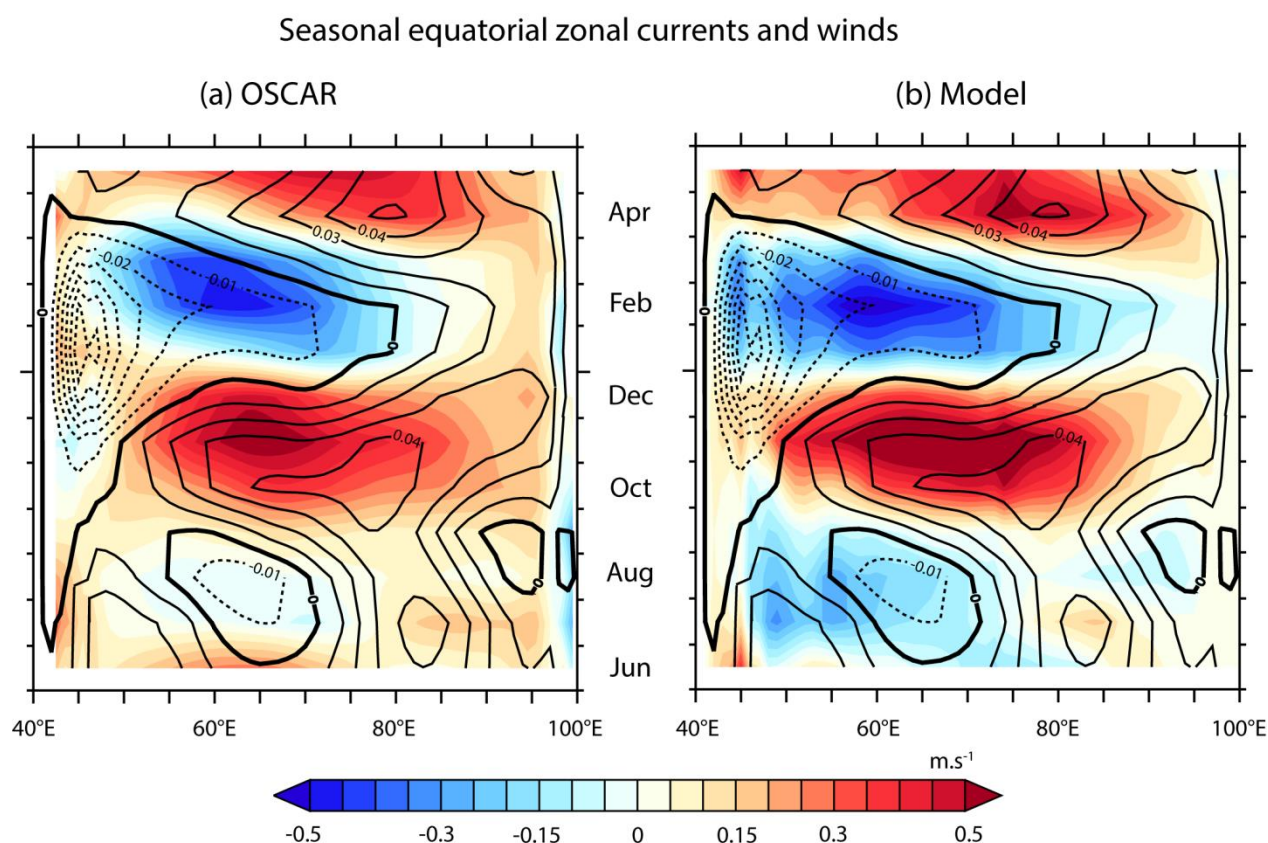 Seasonal equatorial zonal currents and winds
(a) OSCAR
(b) Model
Apr
Feb
Dec
Oct
Aug
Jun
0.03
0.04
-0.02
-0.01
0
0
0.04
-0.01
0
0
0.03
0.04
-0.02
-0.01
0
0
0.04
-0.01
0
0
40°E
60°E
80°E
100°E
40°E
60°E
80°E
100°E
m.s-1
-0.5
-0.3
-0.15
0
0.15
0.3
0.5